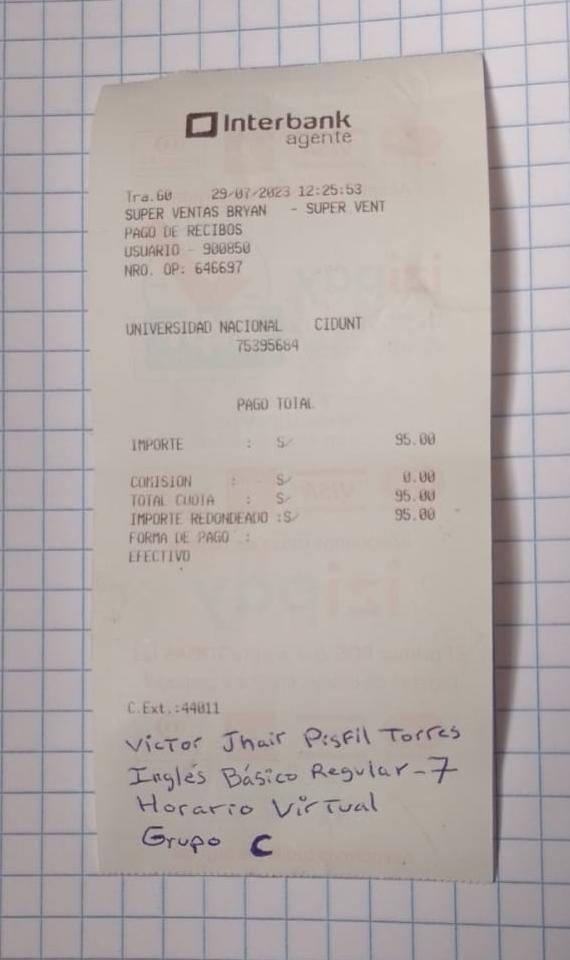 Interbank
agente
Tra.60 29/07/2023 12:25:53
SUPER VENTAS BRYAN - SUPER VENT
PAGO DE RECIBOS
USUARIO - 900850
NRO. OP: 646697
UNIVERSIDAD NACIONAL CIDUNT
75395684
PAGO TOTAL
IMPORTE : S/ 95.00
COMISION : S/ 0.00
TOTAL CUOTA : S/ 95.00
IMPORTE REDONDEADO :S/ 95.00
FORMA DE PAGO :
EFECTIVO
C.Ext.:44011
Victor Jhair Pisfil Torres
Inglés Básico Regular-7
Horario Virtual
Grupo C